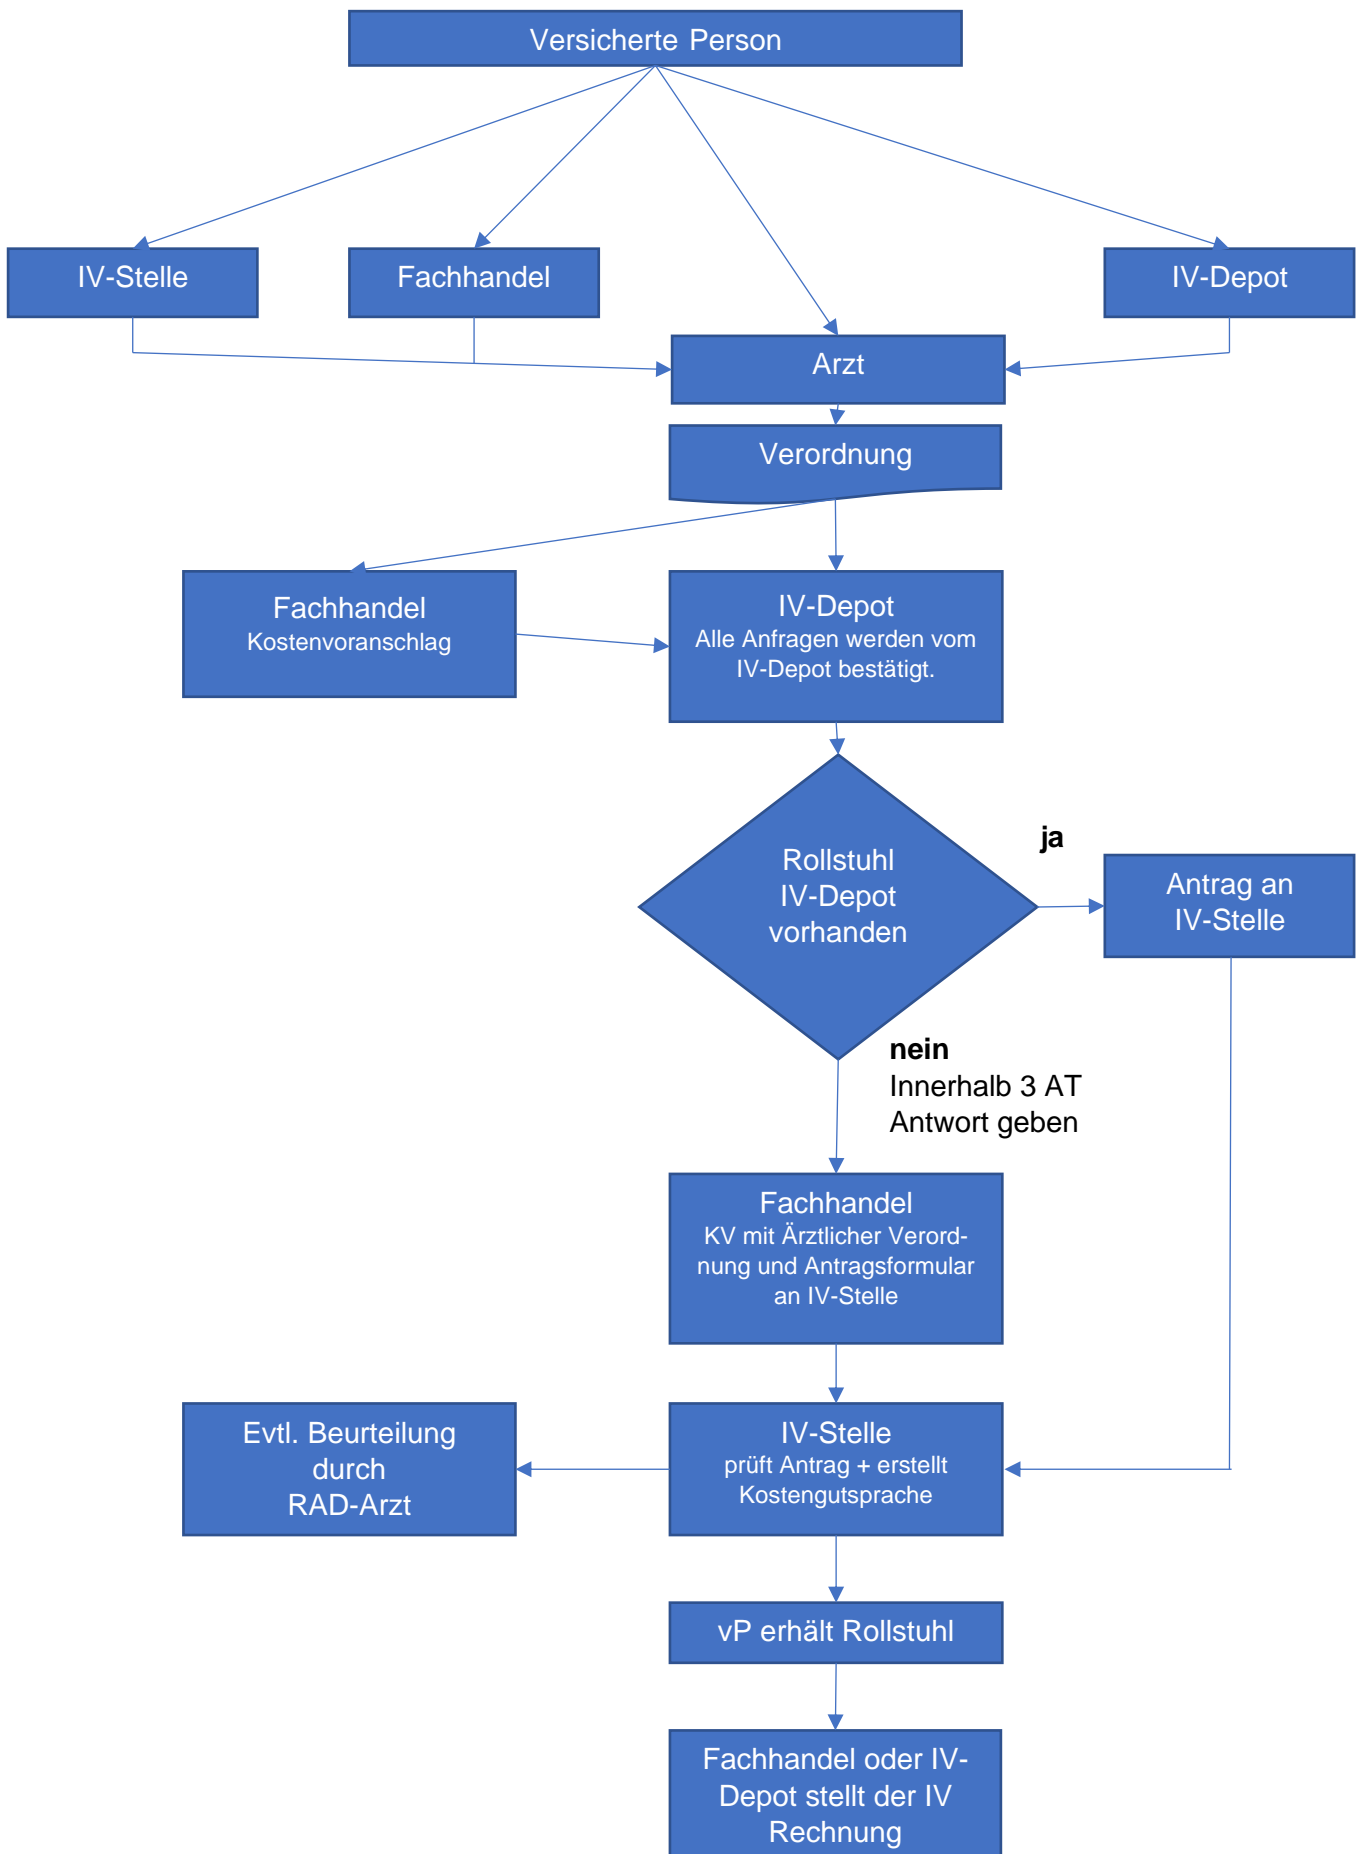 Versicherte Person
IV-Stelle
Fachhandel
IV-Depot
Arzt
Verordnung
Fachhandel
Kostenvoranschlag
IV-Depot
Alle Anfragen werden vom
IV-Depot bestätigt.
Rollstuhl
IV-Depot
vorhanden
ja
Antrag an
IV-Stelle
nein
Innerhalb 3 AT
Antwort geben
Fachhandel
KV mit Ärztlicher Verord-
nung und Antragsformular
an IV-Stelle
Evtl. Beurteilung
durch
RAD-Arzt
IV-Stelle
prüft Antrag + erstellt
Kostengutsprache
vP erhält Rollstuhl
Fachhandel oder IV-
Depot stellt der IV
Rechnung